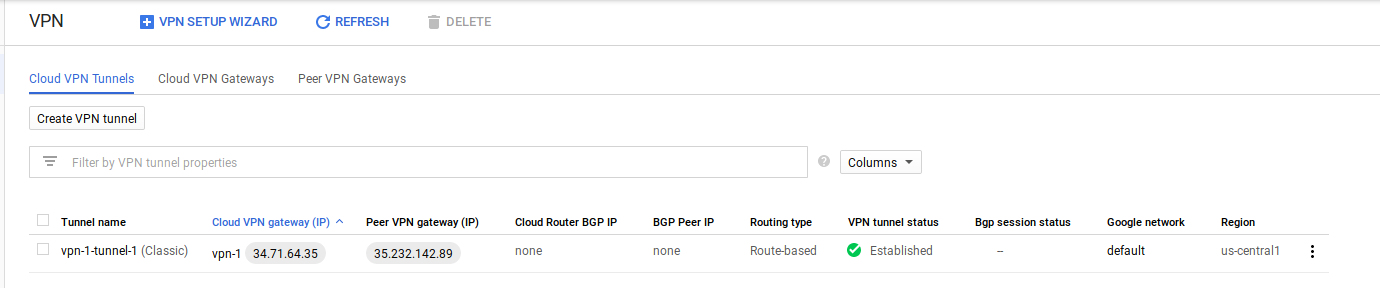 VPN VPN SETUP WIZARD REFRESH DELETE
Cloud VPN Tunnels Cloud VPN Gateways Peer VPN Gateways
Create VPN tunnel
Filter by VPN tunnel properties ? Columns
Tunnel name Cloud VPN gateway (IP) Peer VPN gateway (IP) Cloud Router BGP IP BGP Peer IP Routing type VPN tunnel status Bgp session status Google network Region
vpn-1-tunnel-1 (Classic) vpn-1 34.71.64.35 35.232.142.89 none none Route-based Established -- default us-central1